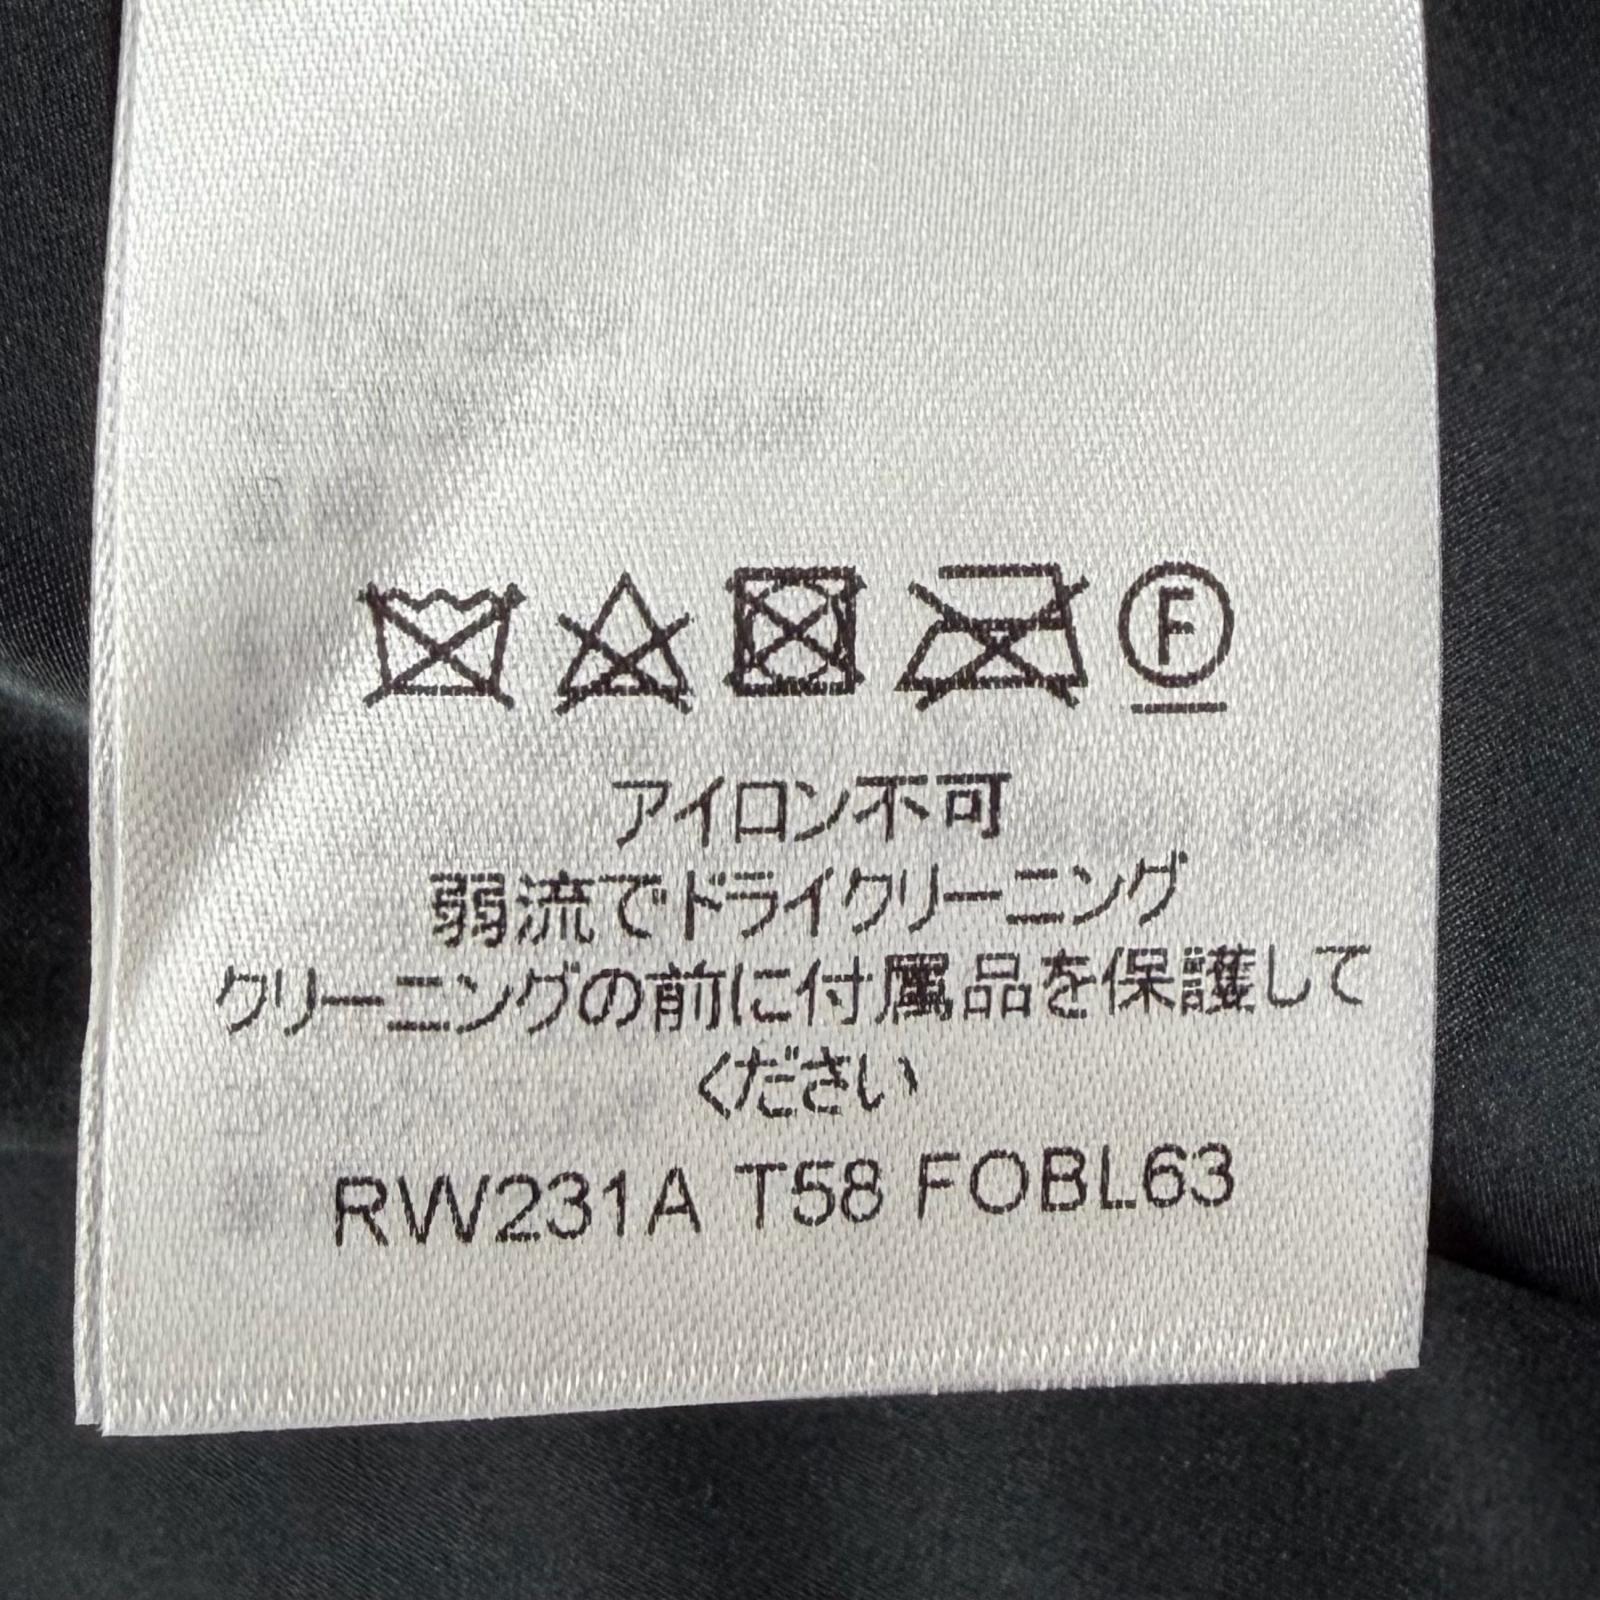 F
アイロン不可
弱流でドライクリーニング
クリーニングの前に付属品を保護して
ください
RW231A T58 FOBL63